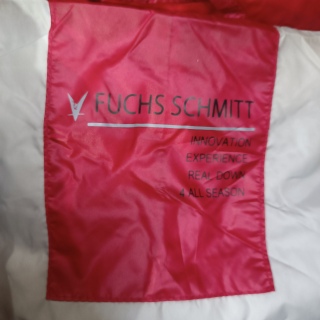 FUCHS SCHMITT
INNOVATION
EXPERIENCE
REAL DOWN
4 ALL SEASON